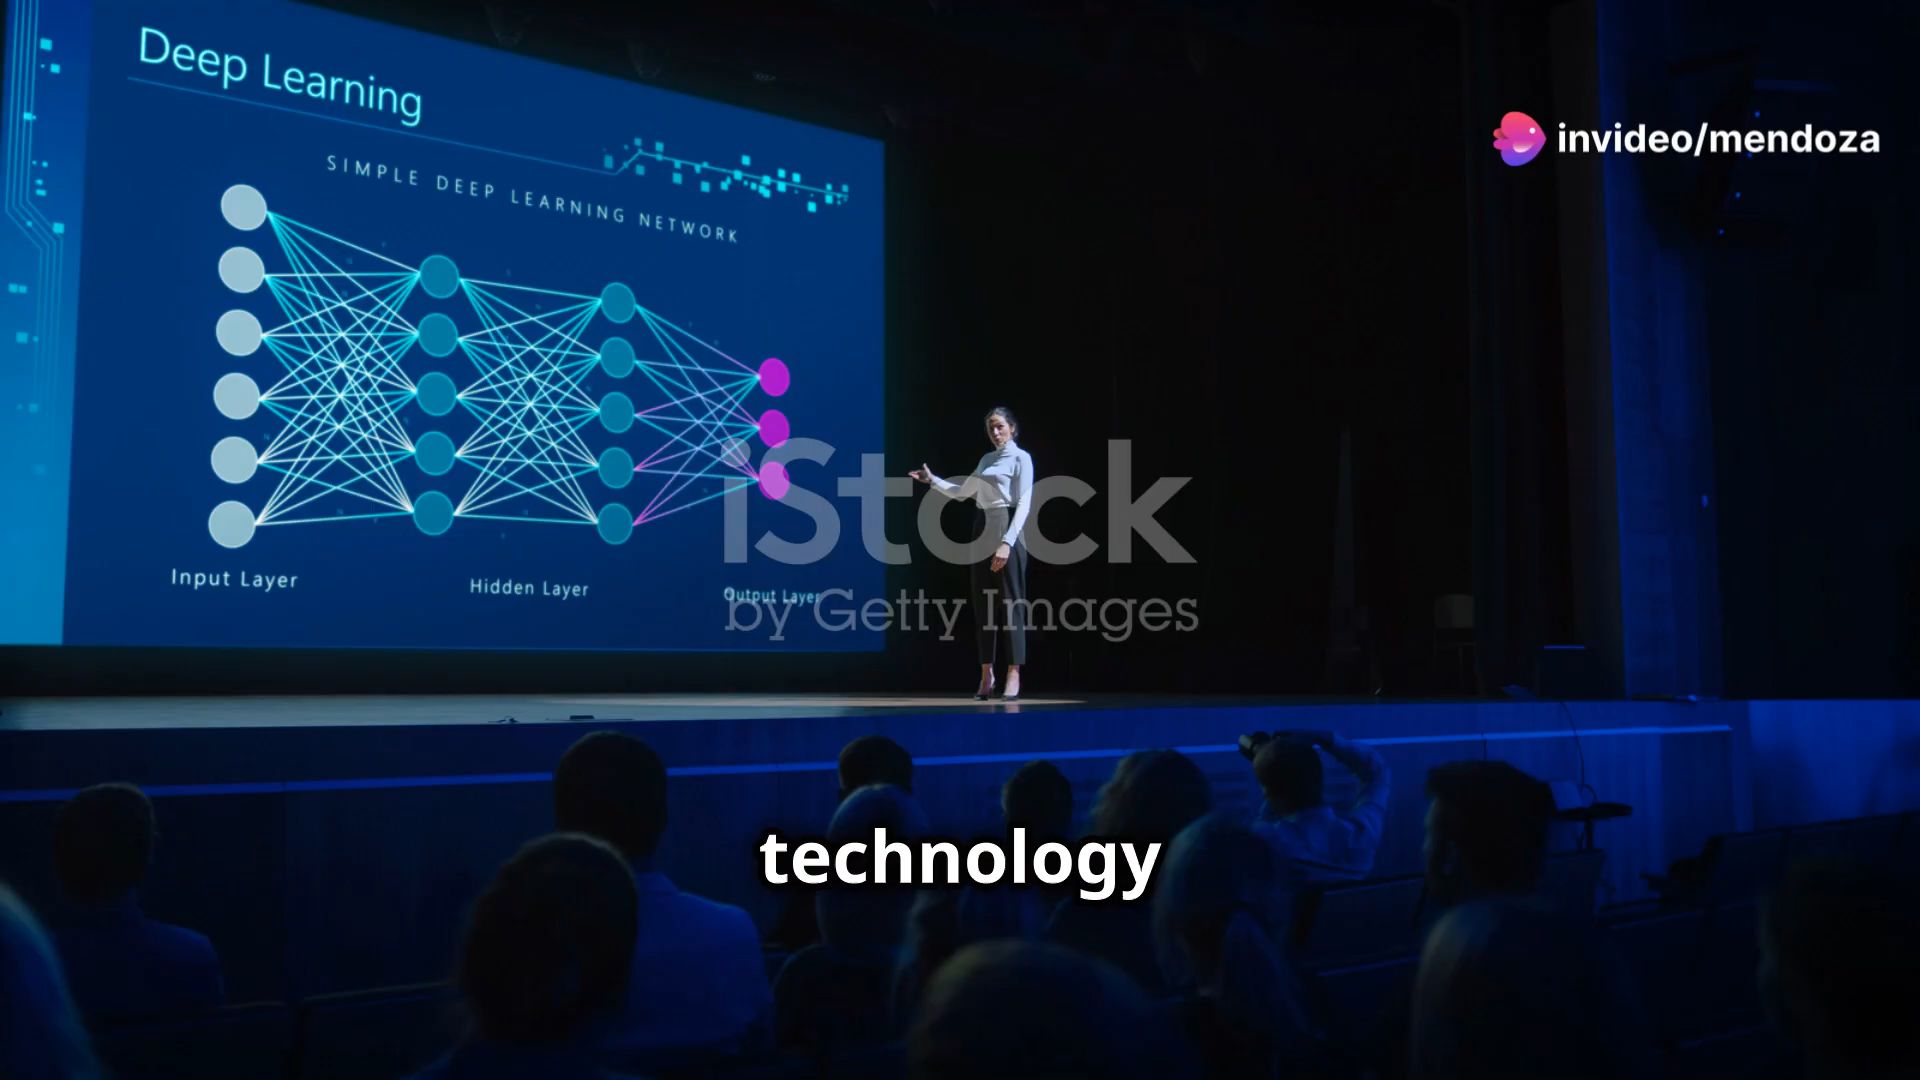 Deep Learning
SIMPLE DEEP LEARNING NETWORK
Input Layer
Hidden Layer
Output Layer
invideo/mendoza
iStock
by Getty Images
technology